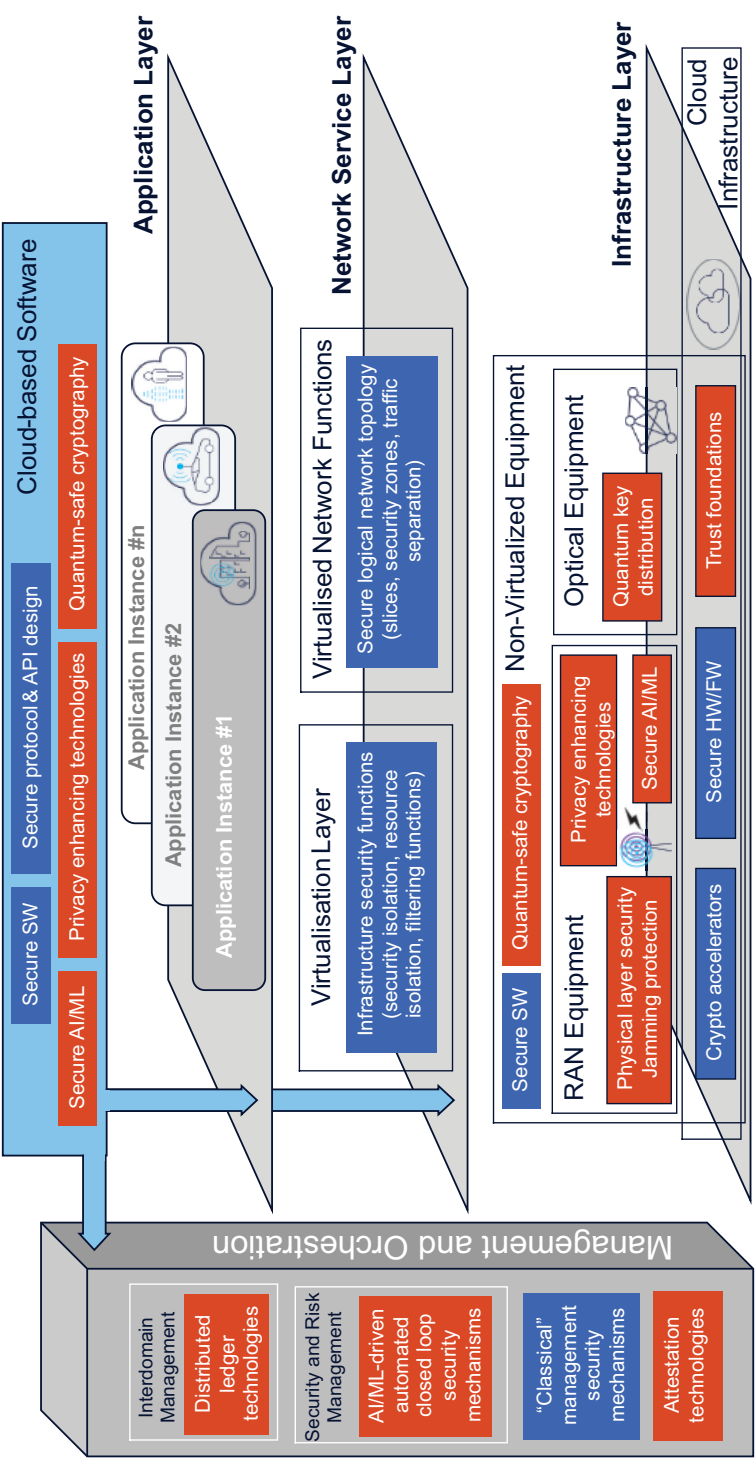 Cloud-based Software
Secure SW
Secure protocol & API design
Secure AI/ML
Privacy enhancing technologies
Quantum-safe cryptography
Management and Orchestration
Interdomain
Management
Distributed
ledger
technologies
Security and Risk
Management
AI/ML-driven
automated
closed loop
security
mechanisms
“Classical”
management
security
mechanisms
Attestation
technologies
Application Layer
Application Instance #n
Application Instance #2
Application Instance #1
Network Service Layer
Virtualisation Layer
Infrastructure security functions
(security isolation, resource
isolation, filtering functions)
Virtualised Network Functions
Secure logical network topology
(slices, security zones, traffic
separation)
Infrastructure Layer
Non-Virtualized Equipment
Secure SW
Quantum-safe cryptography
RAN Equipment
Physical layer security
Jamming protection
Privacy enhancing
technologies
Secure AI/ML
Optical Equipment
Quantum key
distribution
Cloud
Infrastructure
Crypto accelerators
Secure HW/FW
Trust foundations